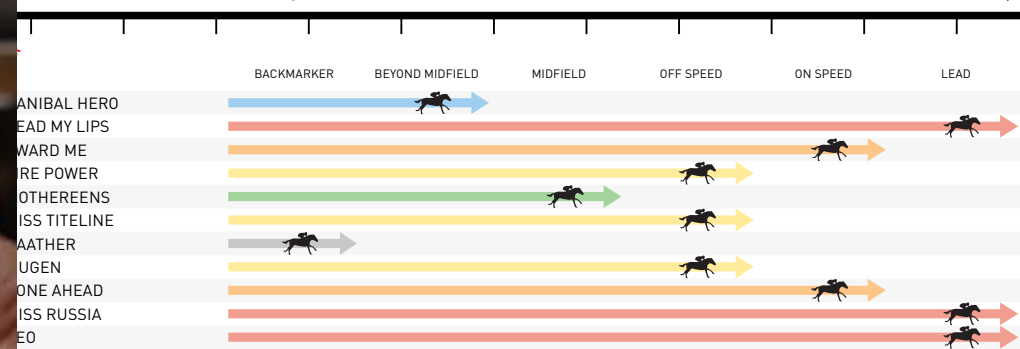 BACKMARKER BEYOND MIDFIELD MIDFIELD OFF SPEED ON SPEED LEAD
ANIBAL HERO
EAD MY LIPS
WARD ME
IRE POWER
OTHEREENS
ISS TITELINE
AATHER
UGEN
ONE AHEAD
ISS RUSSIA
EO